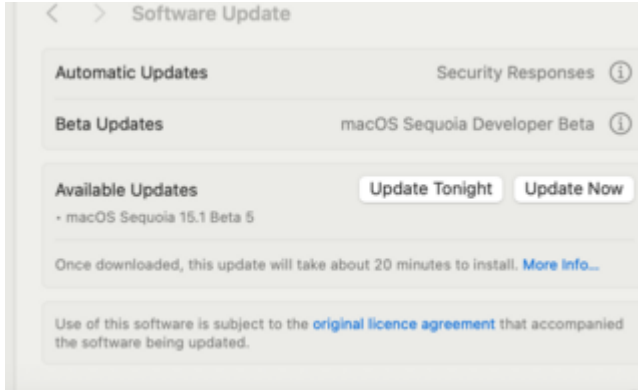 Software Update
Automatic Updates Security Responses
Beta Updates macOS Sequoia Developer Beta
Available Updates Update Tonight Update Now
• macOS Sequoia 15.1 Beta 5
Once downloaded, this update will take about 20 minutes to install. More Info...
Use of this software is subject to the original licence agreement that accompanied
the software being updated.